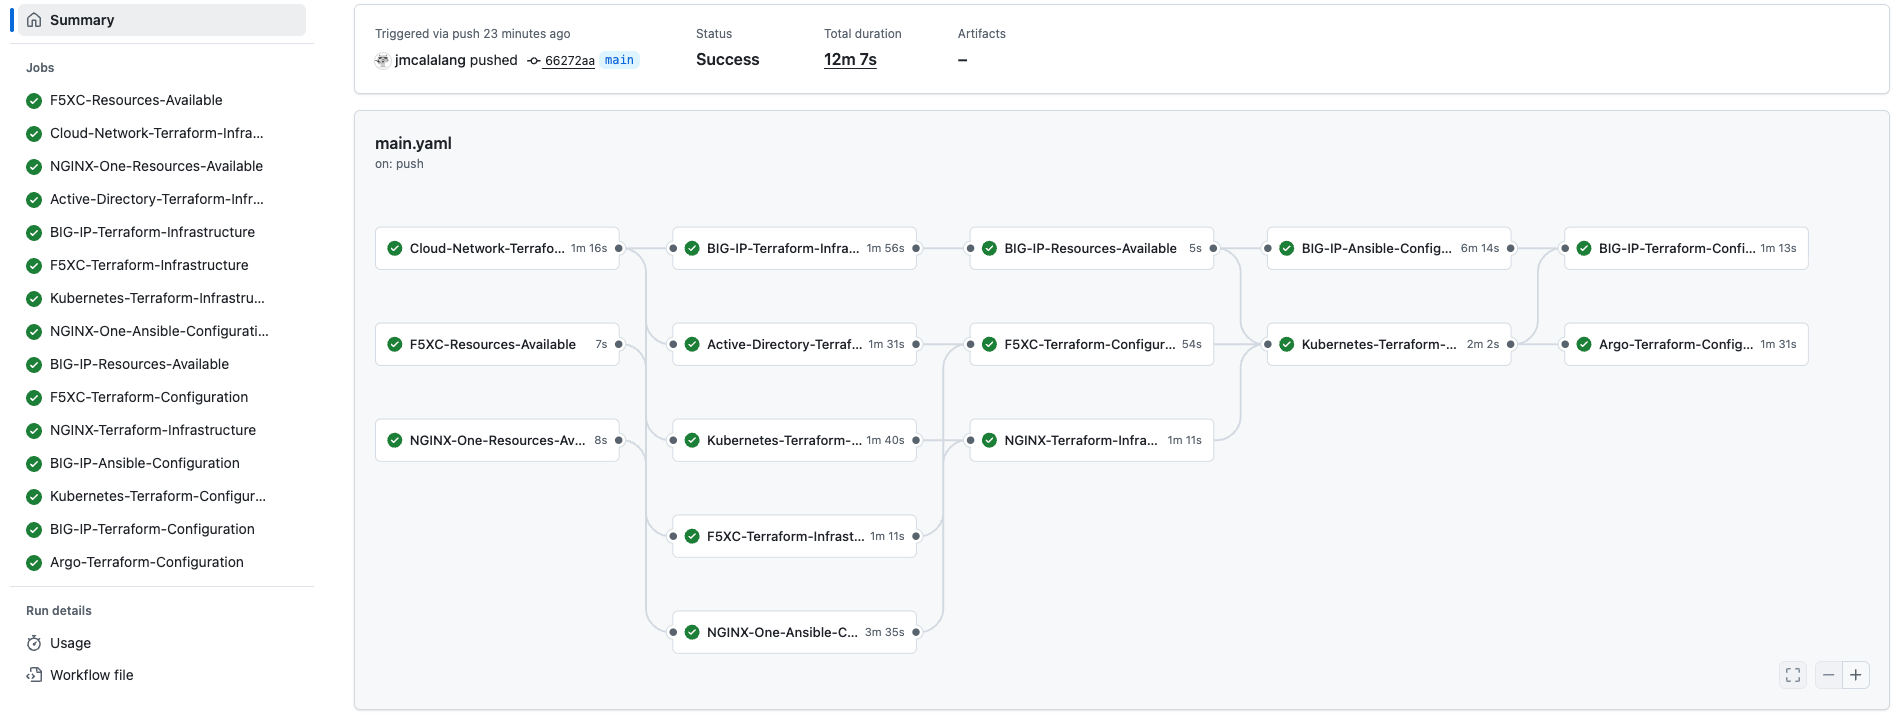 Summary
Jobs
F5XC-Resources-Available
Cloud-Network-Terraform-Infra...
NGINX-One-Resources-Available
Active-Directory-Terraform-Infr...
BIG-IP-Terraform-Infrastructure
F5XC-Terraform-Infrastructure
Kubernetes-Terraform-Infrastru...
NGINX-One-Ansible-Configurati...
BIG-IP-Resources-Available
F5XC-Terraform-Configuration
NGINX-Terraform-Infrastructure
BIG-IP-Ansible-Configuration
Kubernetes-Terraform-Configur...
BIG-IP-Terraform-Configuration
Argo-Terraform-Configuration
Run details
Usage
Workflow file
Triggered via push 23 minutes ago
jmcalalang pushed 66272aa main
Status
Success
Total duration
12m 7s
Artifacts
–
main.yaml
on: push
Cloud-Network-Terrafo... 1m 16s
BIG-IP-Terraform-Infra... 1m 56s
BIG-IP-Resources-Available 5s
BIG-IP-Ansible-Config... 6m 14s
BIG-IP-Terraform-Confi... 1m 13s
F5XC-Resources-Available 7s
Active-Directory-Terraf... 1m 31s
F5XC-Terraform-Configur... 54s
Kubernetes-Terraform-... 2m 2s
Argo-Terraform-Config... 1m 31s
NGINX-One-Resources-Av... 8s
Kubernetes-Terraform-... 1m 40s
NGINX-Terraform-Infra... 1m 11s
F5XC-Terraform-Infrast... 1m 11s
NGINX-One-Ansible-C... 3m 35s